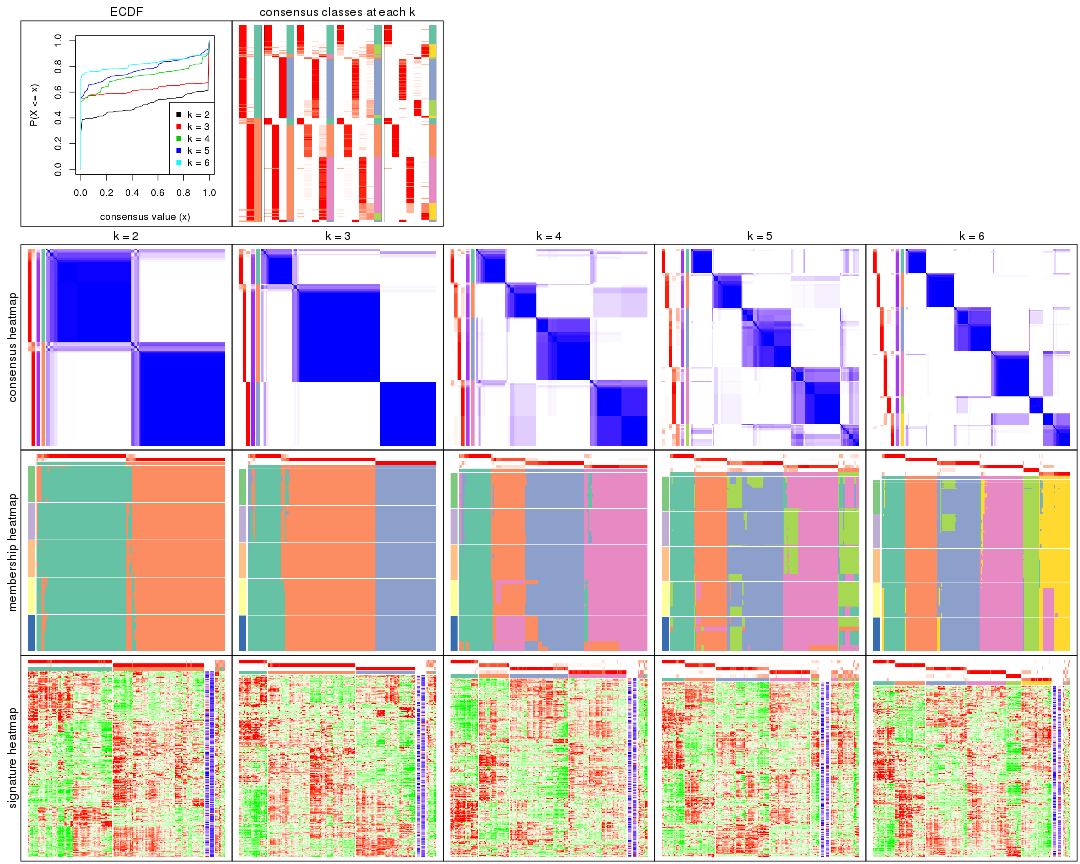 ECDF
consensus classes at each k
P(X <= x)
0.0 0.2 0.4 0.6 0.8 1.0
k = 2
k = 3
k = 4
k = 5
k = 6
0.0 0.2 0.4 0.6 0.8 1.0
consensus value (x)
k = 2
k = 3
k = 4
k = 5
k = 6
consensus heatmap
membership heatmap
signature heatmap